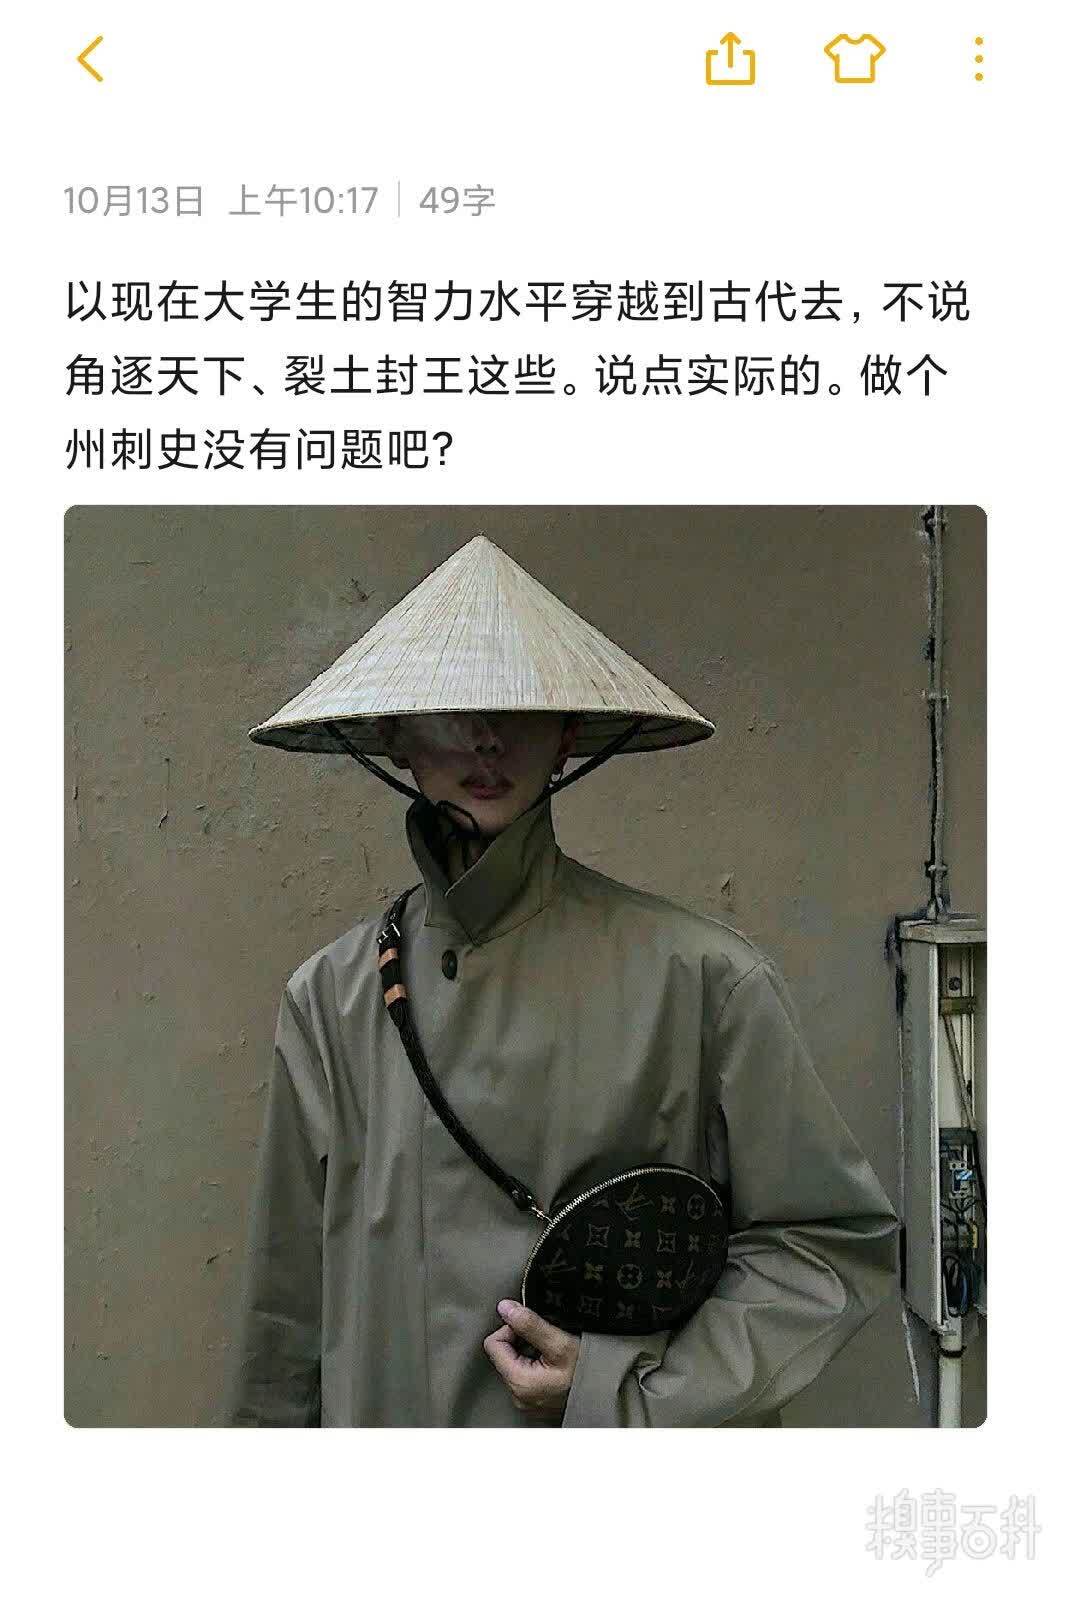 10月13日 上午10:17 | 49字
以现在大学生的智力水平穿越到古代去，不说
角逐天下、裂土封王这些。说点实际的。做个
州刺史没有问题吧？
糗事百科